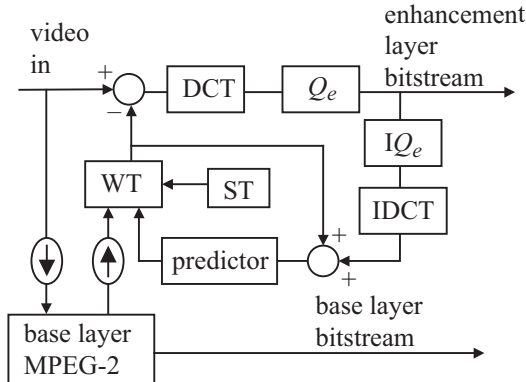 video
in
enhancement
layer
bitstream
+
−
DCT
Qe
IQe
WT
ST
IDCT
predictor
+
+
base layer
MPEG-2
base layer
bitstream